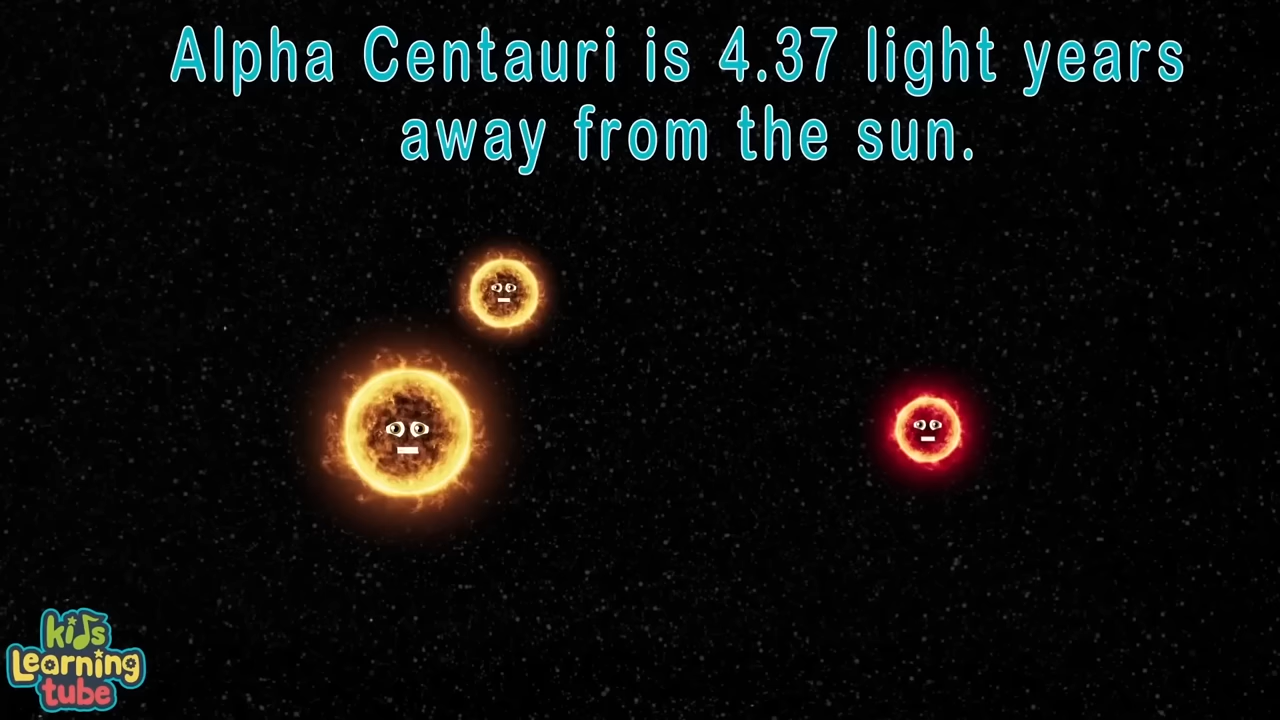 Alpha Centauri is 4.37 light years
away from the sun.
kids
Learning
tube